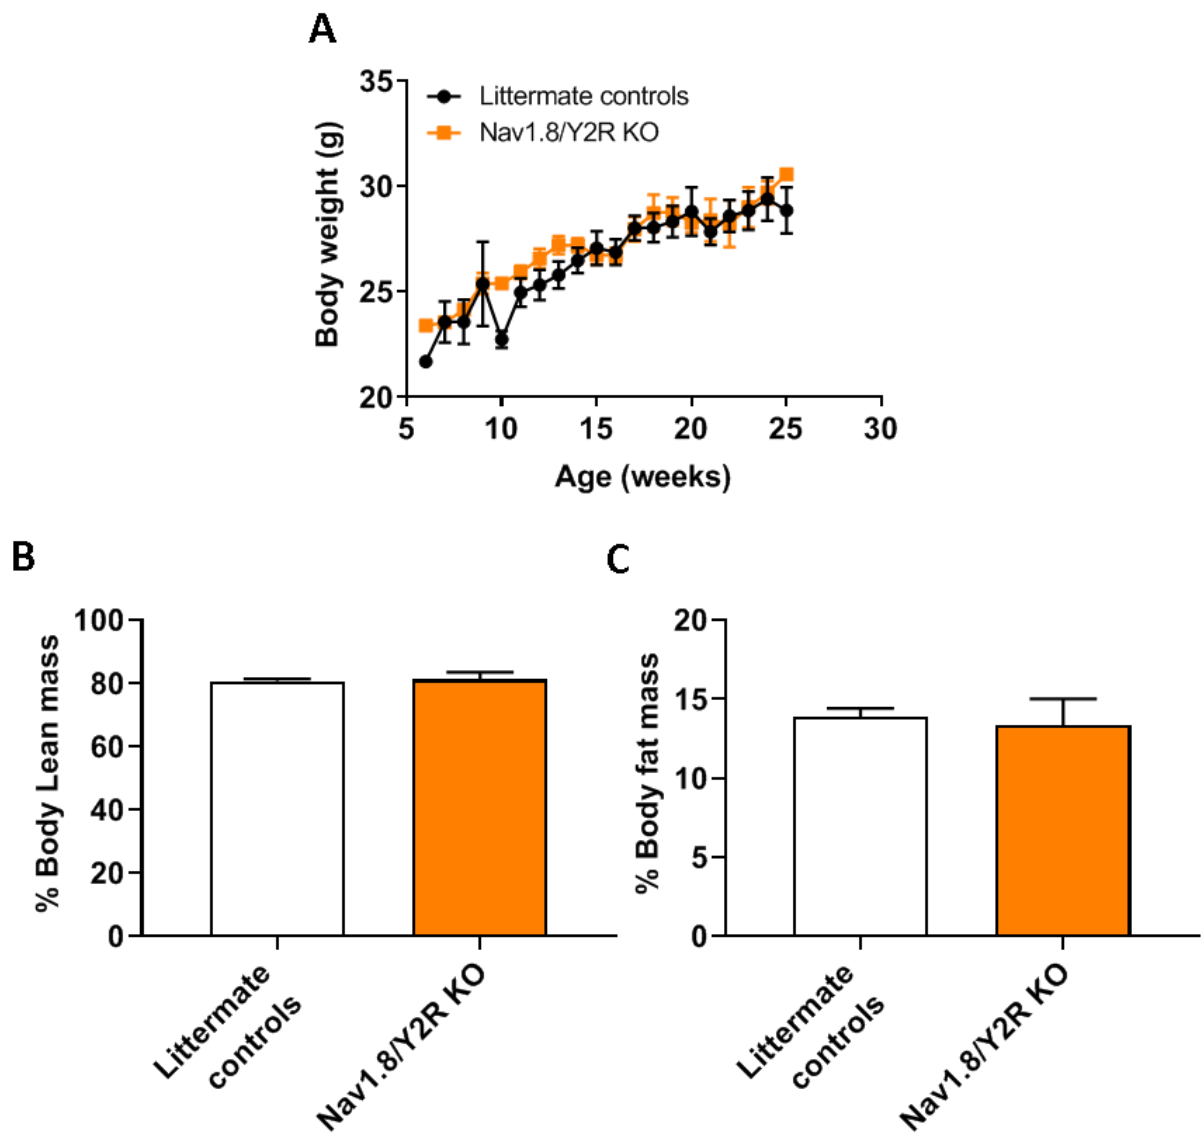 A
Body weight (g)
35
30
25
20
Littermate controls
Nav1.8/Y2R KO
5 10 15 20 25 30
Age (weeks)
B
% Body Lean mass
100
80
60
40
20
0
Littermate
controls
Nav1.8/Y2R KO
C
% Body fat mass
20
15
10
5
0
Littermate
controls
Nav1.8/Y2R KO